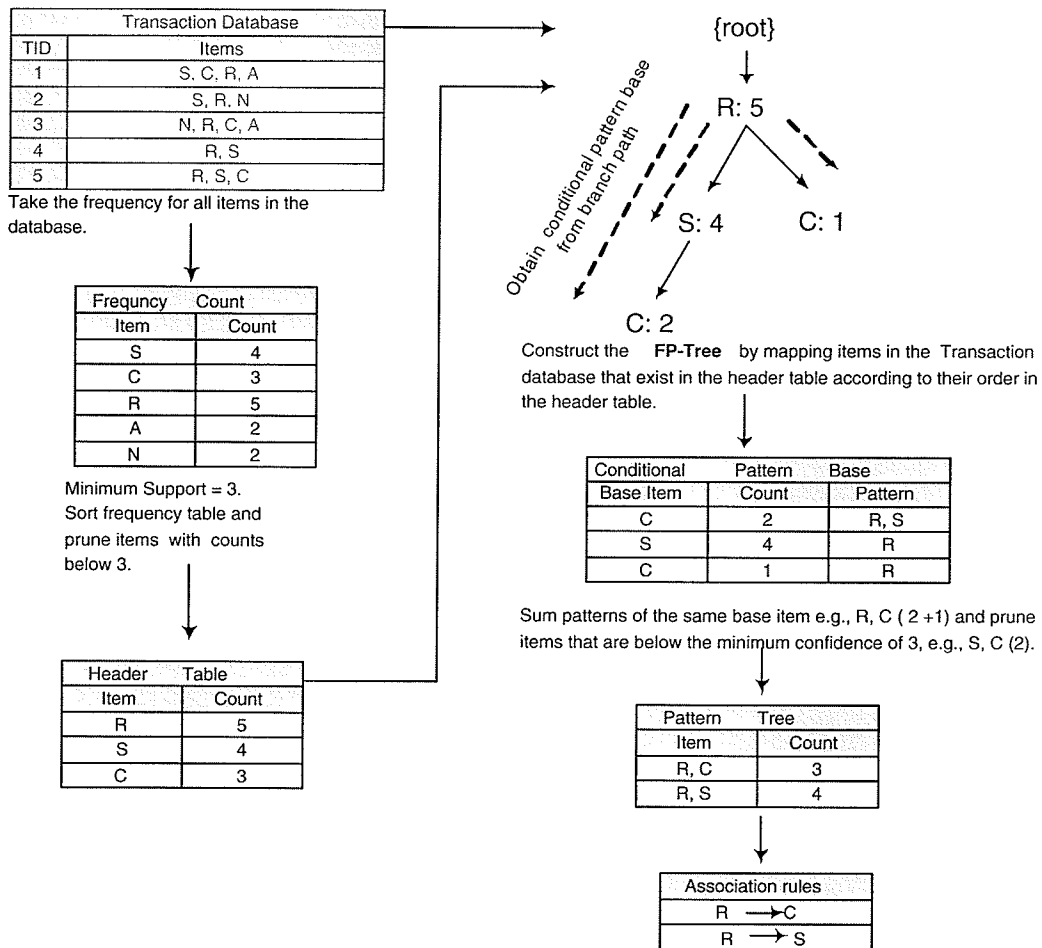 Transaction Database
TID Items
1 S, C, R, A
2 S, R, N
3 N, R, C, A
4 R, S
5 R, S, C
Take the frequency for all items in the
database.
Frequncy Count
Item Count
S 4
C 3
R 5
A 2
N 2
Minimum Support = 3.
Sort frequency table and
prune items with counts
below 3.
Header Table
Item Count
R 5
S 4
C 3
{root}
R: 5
S: 4 C: 1
C: 2
Obtain conditional pattern base
from branch path
Construct the FP-Tree by mapping items in the Transaction
database that exist in the header table according to their order in
the header table.
Conditional Pattern Base
Base Item Count Pattern
C 2 R, S
S 4 R
C 1 R
Sum patterns of the same base item e.g., R, C ( 2 +1) and prune
items that are below the minimum confidence of 3, e.g., S, C (2).
Pattern Tree
Item Count
R, C 3
R, S 4
Association rules
R → C
R → S